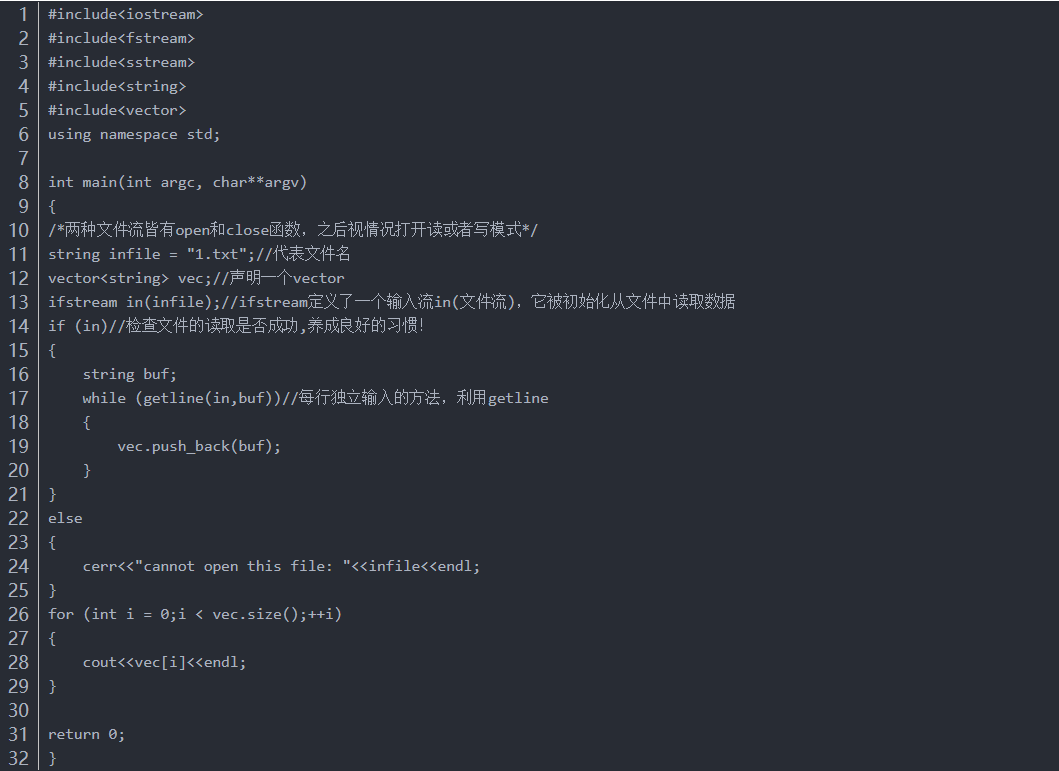 1 #include<iostream>
2 #include<fstream>
3 #include<sstream>
4 #include<string>
5 #include<vector>
6 using namespace std;
7
8 int main(int argc, char**argv)
9 {
10 /*两种文件流皆有open和close函数，之后视情况打开读或者写模式*/
11 string infile = "1.txt";//代表文件名
12 vector<string> vec;//声明一个vector
13 ifstream in(infile);//ifstream定义了一个输入流in(文件流)，它被初始化从文件中读取数据
14 if (in)//检查文件的读取是否成功,养成良好的习惯！
15 {
16     string buf;
17     while (getline(in,buf))//每行独立输入的方法，利用getline
18     {
19         vec.push_back(buf);
20     }
21 }
22 else
23 {
24     cerr<<"cannot open this file: "<<infile<<endl;
25 }
26 for (int i = 0;i < vec.size();++i)
27 {
28     cout<<vec[i]<<endl;
29 }
30
31 return 0;
32 }